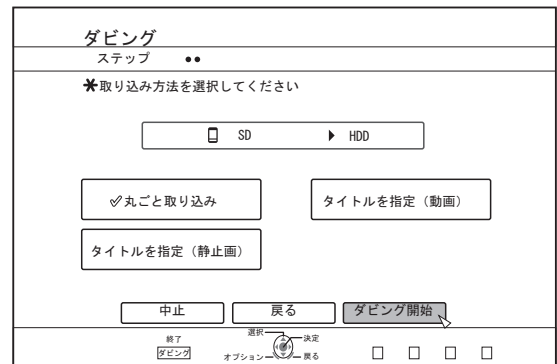 ダビング
ステップ ●●
✱取り込み方法を選択してください
SD ▶ HDD
✓丸ごと取り込み
タイトルを指定（動画）
タイトルを指定（静止画）
中止
戻る
ダビング開始
終了
ダビング
選択
決定
オプション
戻る